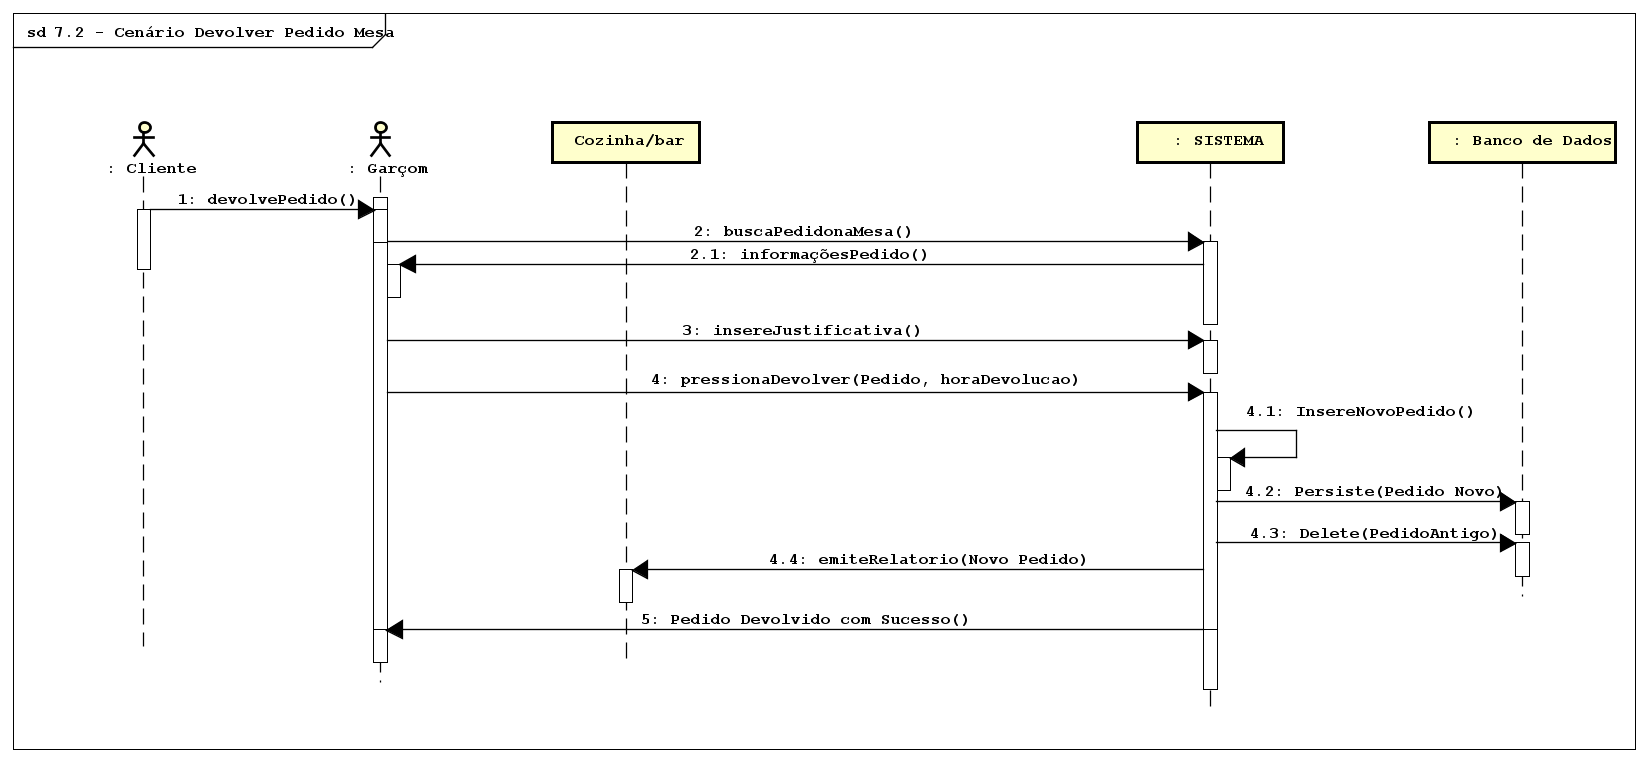 sd 7.2 - Cenário Devolver Pedido Mesa
: Cliente
: Garçom
Cozinha/bar
: SISTEMA
: Banco de Dados
1: devolvePedido()
2: buscaPedidonaMesa()
2.1: informaçõesPedido()
3: insereJustificativa()
4: pressionaDevolver(Pedido, horaDevolucao)
4.1: InsereNovoPedido()
4.2: Persiste(Pedido Novo)
4.3: Delete(PedidoAntigo)
4.4: emiteRelatorio(Novo Pedido)
5: Pedido Devolvido com Sucesso()